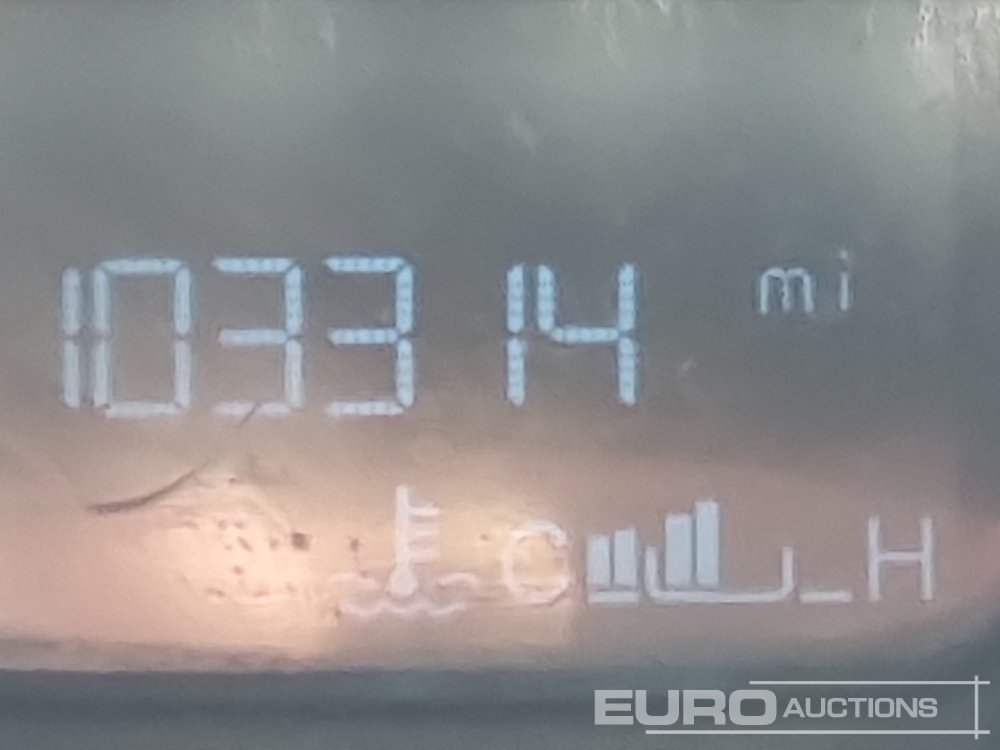 103314 mi
C H
EURO AUCTIONS